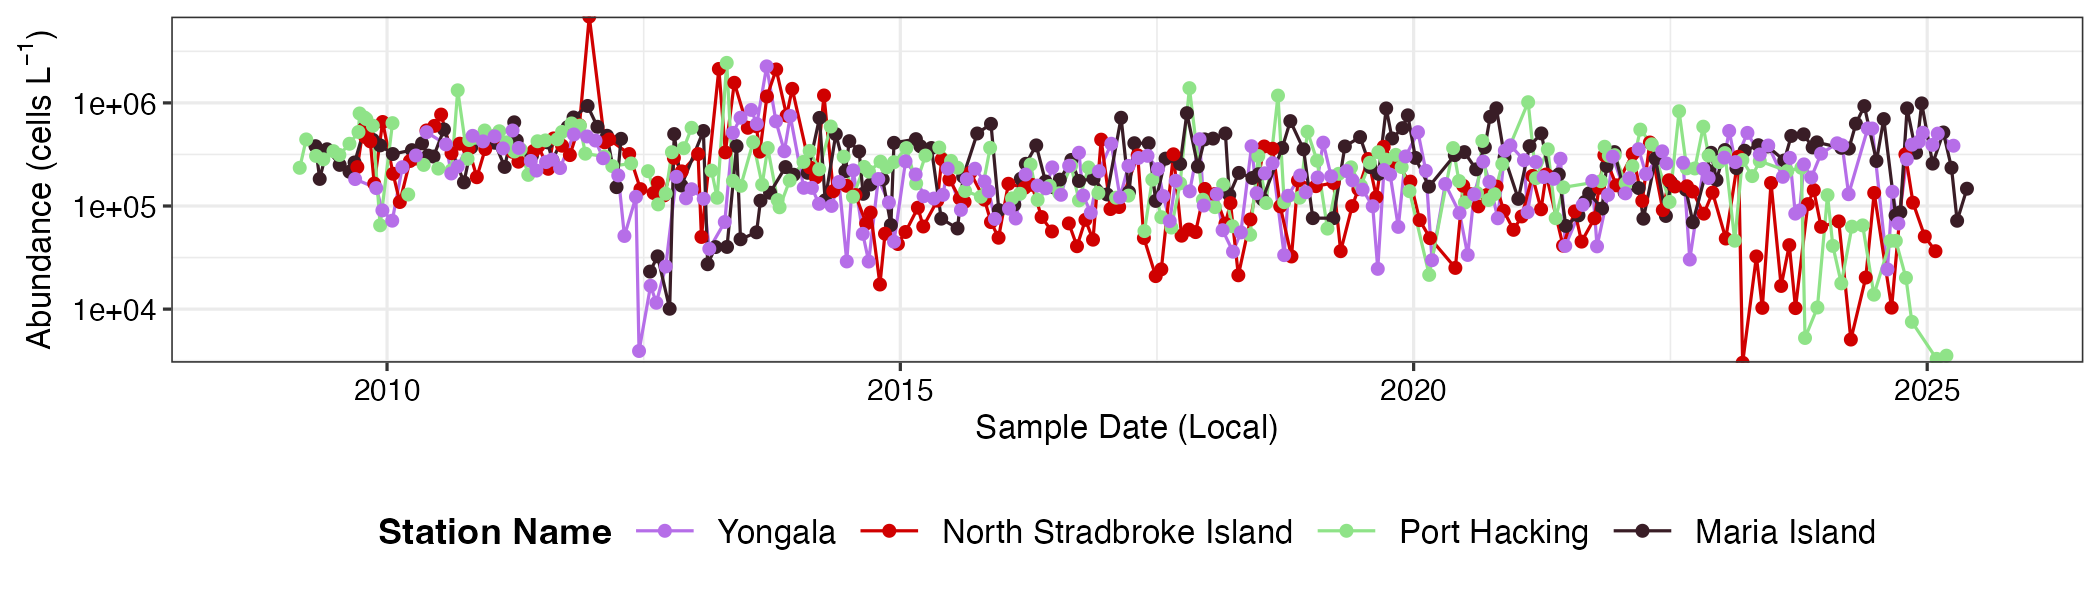 Abundance (cells L⁻¹)
1e+06
1e+05
1e+04
2010 2015 2020 2025
Sample Date (Local)
Station Name Yongala North Stradbroke Island Port Hacking Maria Island